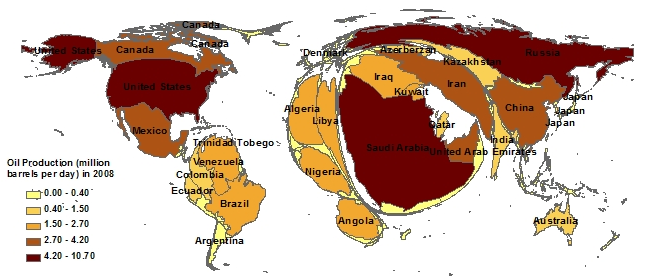 Canada
United States
Canada
Canada
United States
Mexico
Denmark
Azerberzan
Kazakhstan
Russia
Iraq
Kuwait
Iran
China
Japan
Japan
Japan
Algeria
Libya
Qatar
Saudi Arabia
United Arab Emirates
India
Trinidad Tobego
Venezuela
Colombia
Ecuador
Brazil
Nigeria
Angola
Argentina
Australia
Oil Production (million
barrels per day) in 2008
0.00 - 0.40
0.40 - 1.50
1.50 - 2.70
2.70 - 4.20
4.20 - 10.70